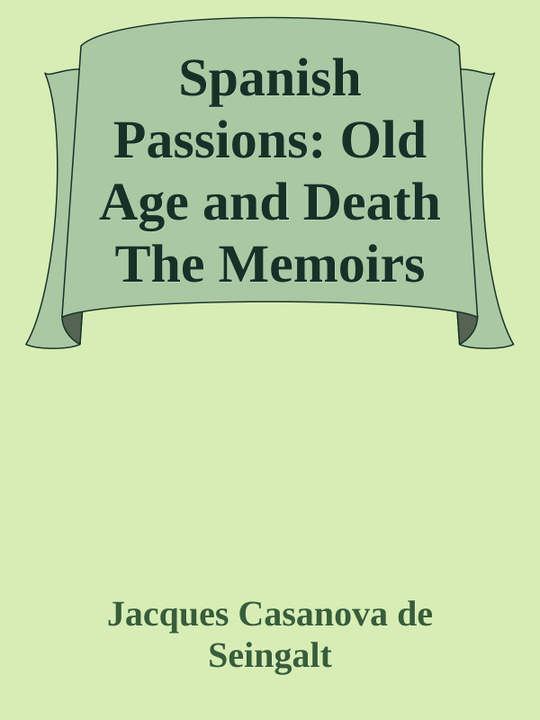 Spanish
Passions: Old
Age and Death
The Memoirs
Jacques Casanova de
Seingalt